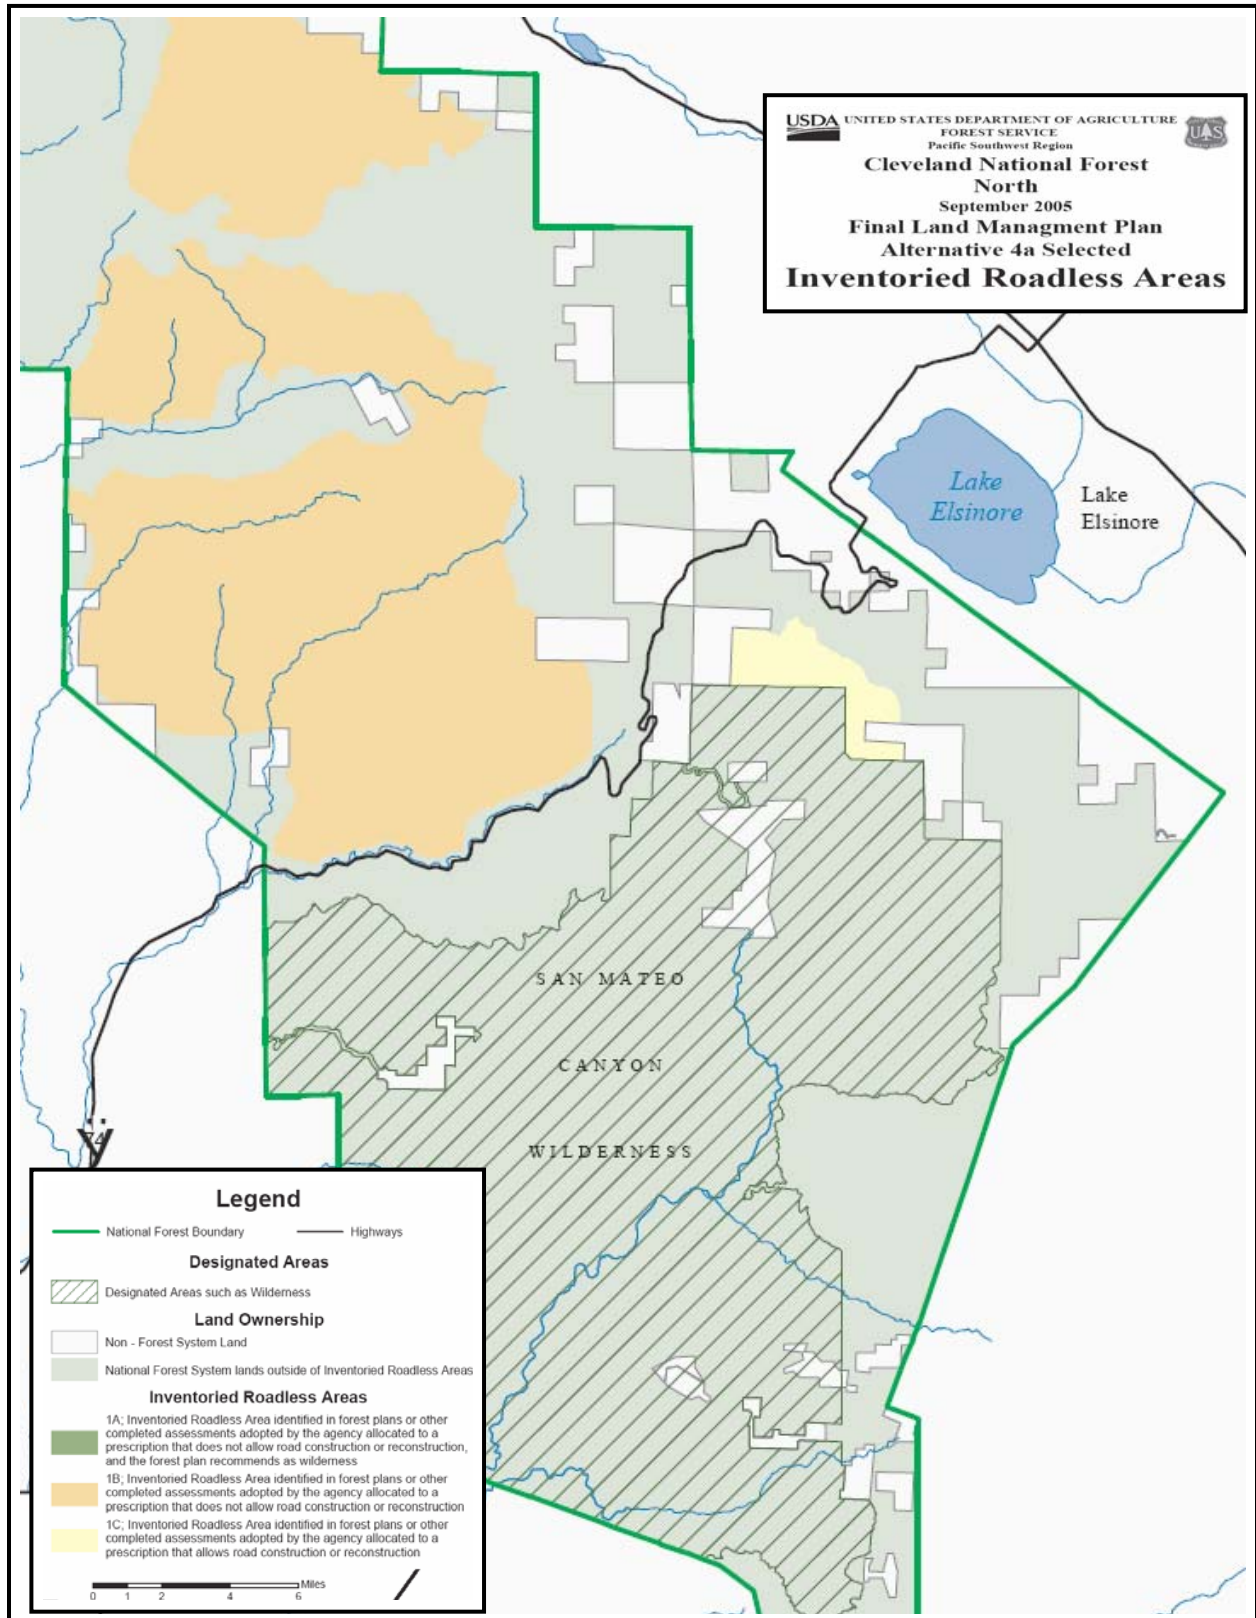 USDA UNITED STATES DEPARTMENT OF AGRICULTURE
FOREST SERVICE
Pacific Southwest Region
UAS
Cleveland National Forest
North
September 2005
Final Land Managment Plan
Alternative 4a Selected
Inventoried Roadless Areas
Lake
Elsinore
Lake
Elsinore
SAN MATEO
CANYON
WILDERNESS
74
Legend
National Forest Boundary
Highways
Designated Areas
Designated Areas such as Wilderness
Land Ownership
Non - Forest System Land
National Forest System lands outside of Inventoried Roadless Areas
Inventoried Roadless Areas
1A; Inventoried Roadless Area identified in forest plans or other
completed assessments adopted by the agency allocated to a
prescription that does not allow road construction or reconstruction,
and the forest plan recommends as wilderness
1B; Inventoried Roadless Area identified in forest plans or other
completed assessments adopted by the agency allocated to a
prescription that does not allow road construction or reconstruction
1C; Inventoried Roadless Area identified in forest plans or other
completed assessments adopted by the agency allocated to a
prescription that allows road construction or reconstruction
Miles
0 1 2 4 6